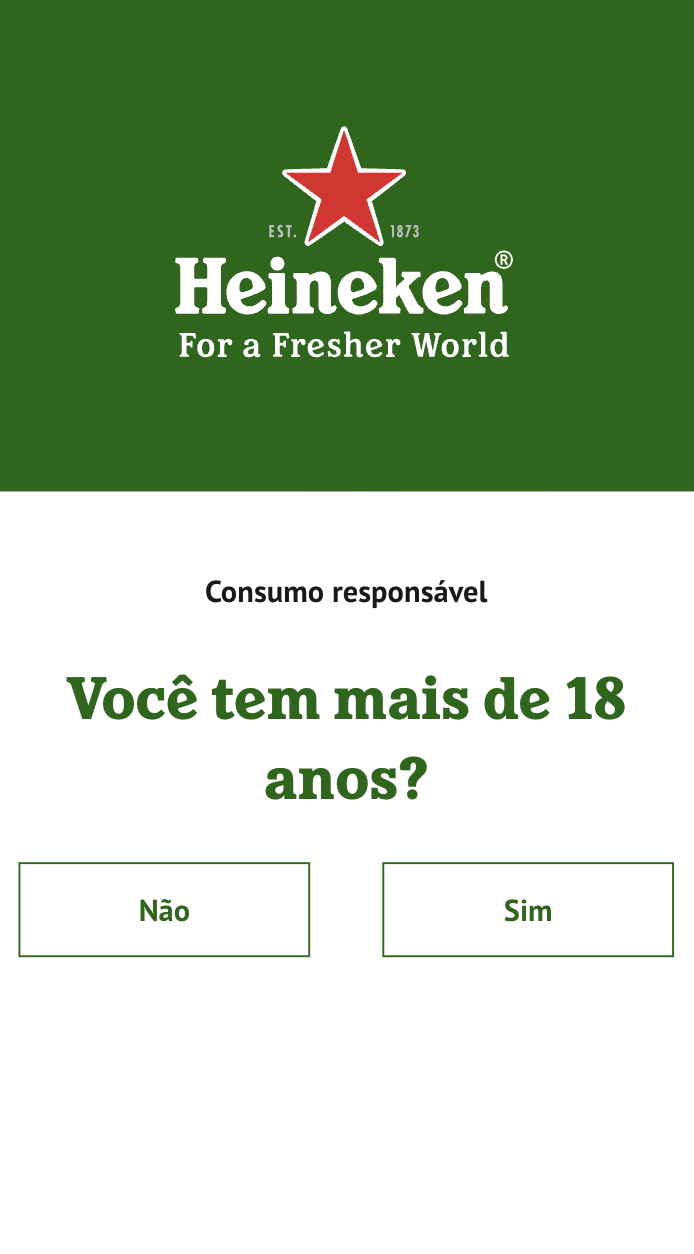 EST. 1873
Heineken®
For a Fresher World
Consumo responsável
Você tem mais de 18
anos?
Não Sim